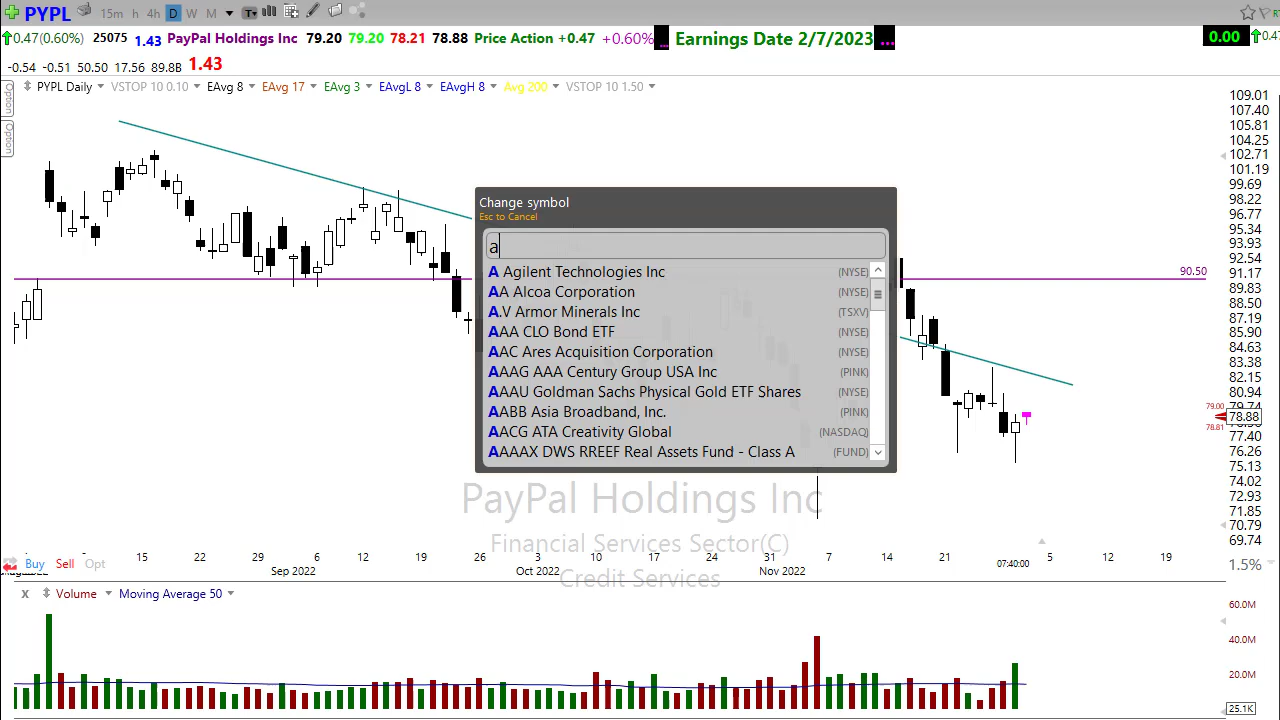 PYPL 15m h 4h D W M
0.47(0.60%) 25075 1.43 PayPal Holdings Inc 79.20 79.20 78.21 78.88 Price Action +0.47 +0.60% ... Earnings Date 2/7/2023 ... 0.00
-0.54 -0.51 50.50 17.56 89.8B 1.43
PYPL Daily VSTOP 10 0.10 EAvg 8 EAvg 17 EAvg 3 EAvgL 8 EAvgH 8 Avg 200 VSTOP 10 1.50
Option
Option
Change symbol
Esc to Cancel
a
A Agilent Technologies Inc (NYSE)
AA Alcoa Corporation (NYSE)
A.V Armor Minerals Inc (TSXV)
AAA CLO Bond ETF (NYSE)
AAC Ares Acquisition Corporation (NYSE)
AAAG AAA Century Group USA Inc (PINK)
AAAU Goldman Sachs Physical Gold ETF Shares (NYSE)
AABB Asia Broadband, Inc. (PINK)
AACG ATA Creativity Global (NASDAQ)
AAAAX DWS RREEF Real Assets Fund - Class A (FUND)
90.50
109.01
107.40
105.81
104.25
102.71
101.19
99.69
98.22
96.77
95.34
93.93
92.54
91.17
89.83
88.50
87.19
85.90
84.63
83.38
82.15
80.94
79.74
79.00
78.88
78.81
77.40
76.26
75.13
74.02
72.93
71.85
70.79
69.74
PayPal Holdings Inc
Financial Services Sector(C)
Credit Services
15 22 29 6 12 19 26 3 10 17 24 31 7 14 21 5 12 19
Buy Sell Opt
Sep 2022 Oct 2022 Nov 2022 07:40:00
1.5%
x Volume Moving Average 50
60.0M
40.0M
20.0M
25.1K